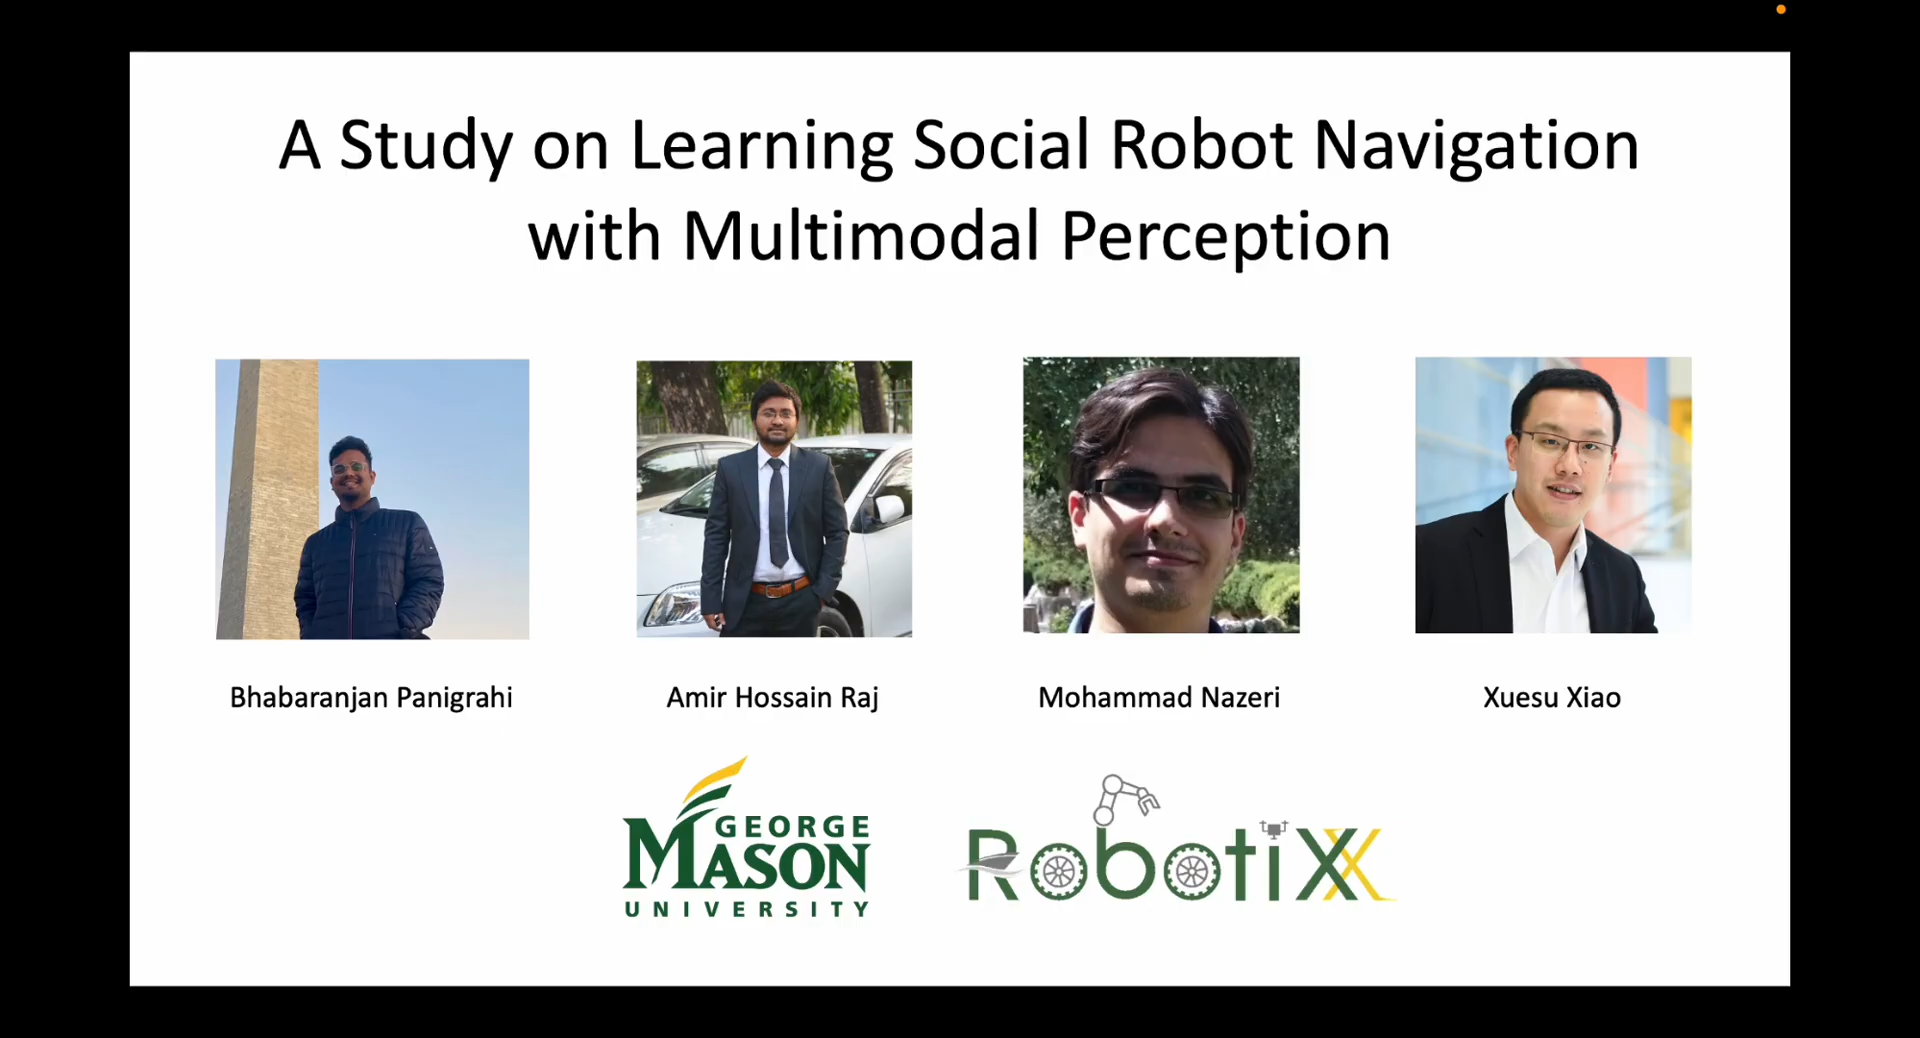 A Study on Learning Social Robot Navigation
with Multimodal Perception
Bhabaranjan Panigrahi
Amir Hossain Raj
Mohammad Nazeri
Xuesu Xiao
GEORGE
MASON
UNIVERSITY
RobotiXX